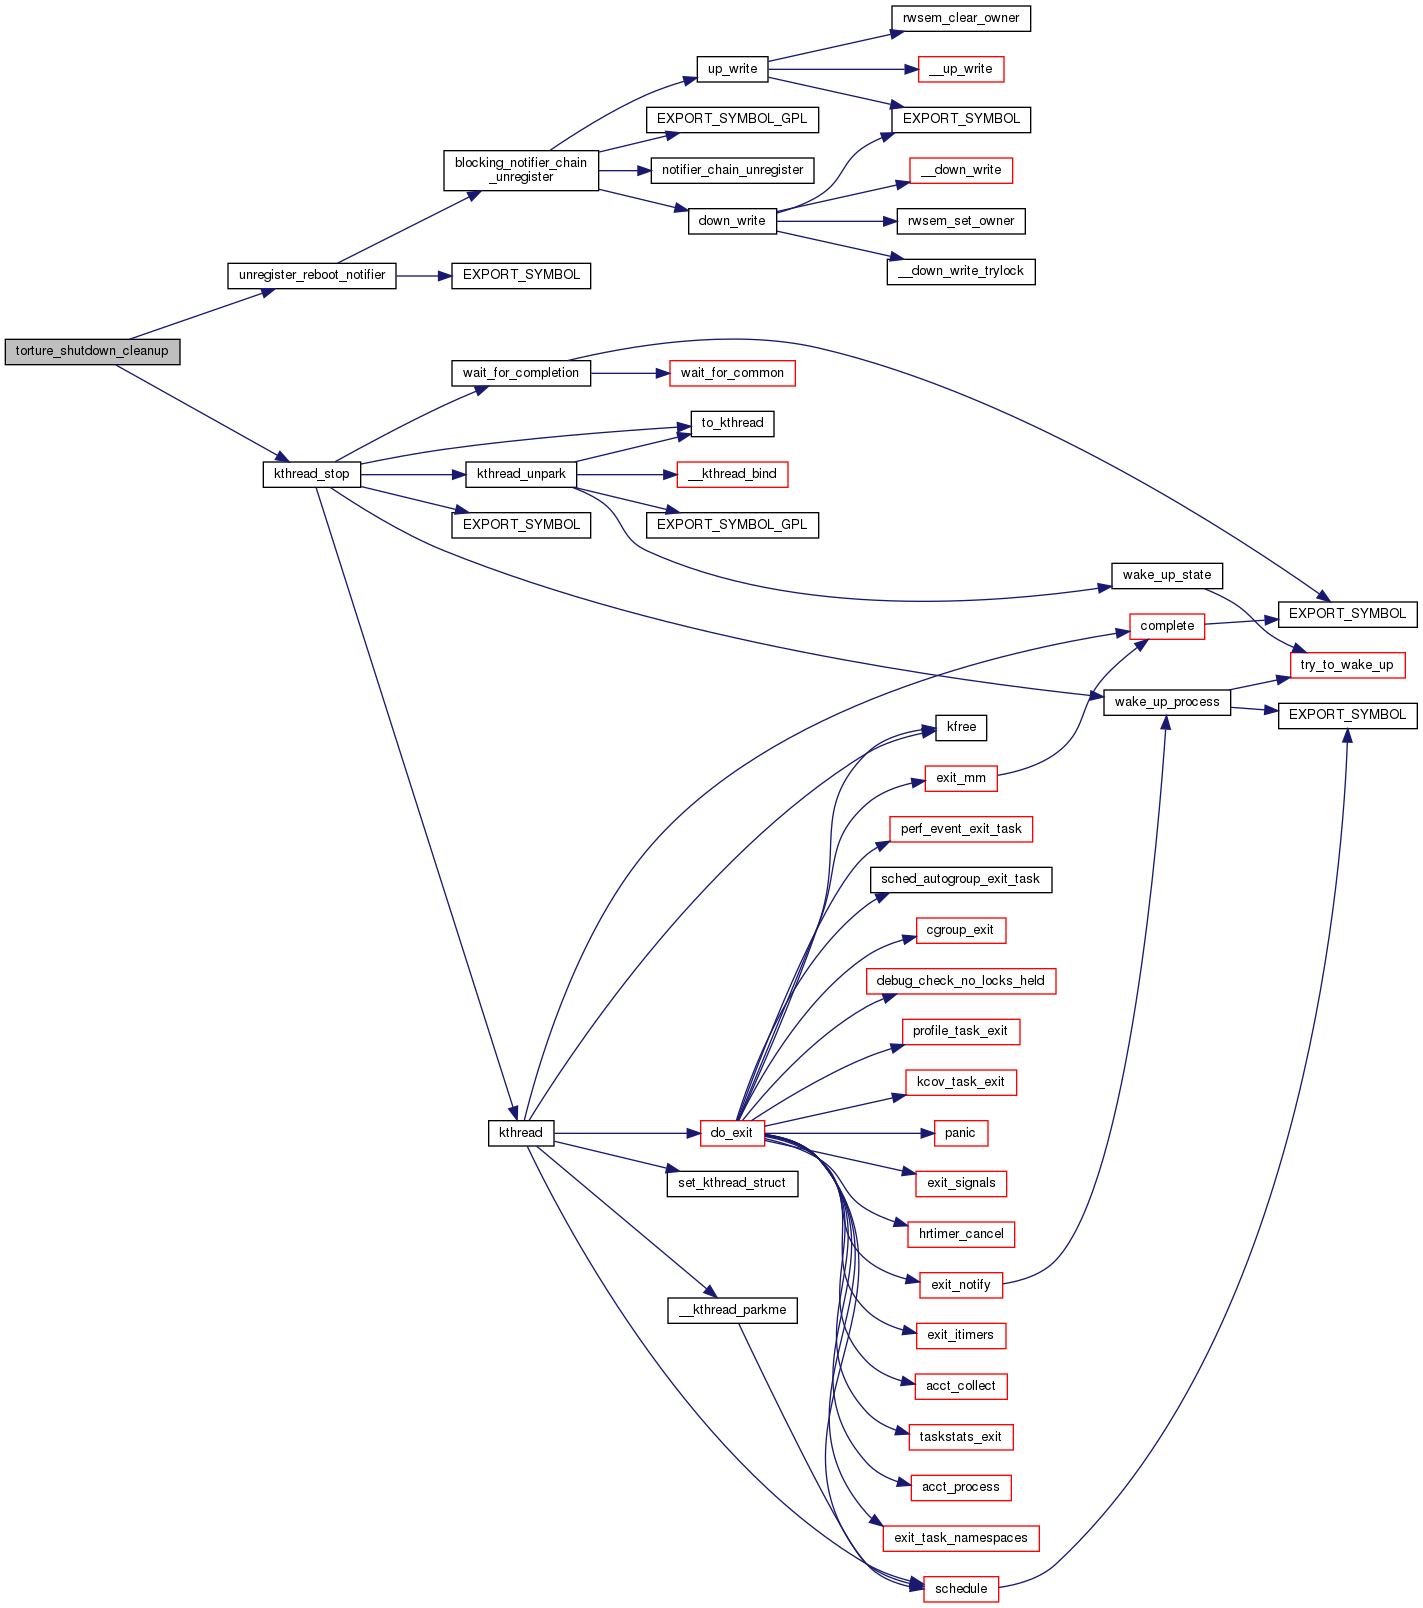 rwsem_clear_owner
up_write
__up_write
EXPORT_SYMBOL_GPL
EXPORT_SYMBOL
blocking_notifier_chain
_unregister
notifier_chain_unregister
__down_write
down_write
rwsem_set_owner
__down_write_trylock
unregister_reboot_notifier
EXPORT_SYMBOL
torture_shutdown_cleanup
wait_for_completion
wait_for_common
to_kthread
kthread_stop
kthread_unpark
__kthread_bind
EXPORT_SYMBOL
EXPORT_SYMBOL_GPL
wake_up_state
EXPORT_SYMBOL
complete
try_to_wake_up
wake_up_process
EXPORT_SYMBOL
kfree
exit_mm
perf_event_exit_task
sched_autogroup_exit_task
cgroup_exit
debug_check_no_locks_held
profile_task_exit
kcov_task_exit
kthread
do_exit
panic
set_kthread_struct
exit_signals
hrtimer_cancel
exit_notify
__kthread_parkme
exit_itimers
acct_collect
taskstats_exit
acct_process
exit_task_namespaces
schedule